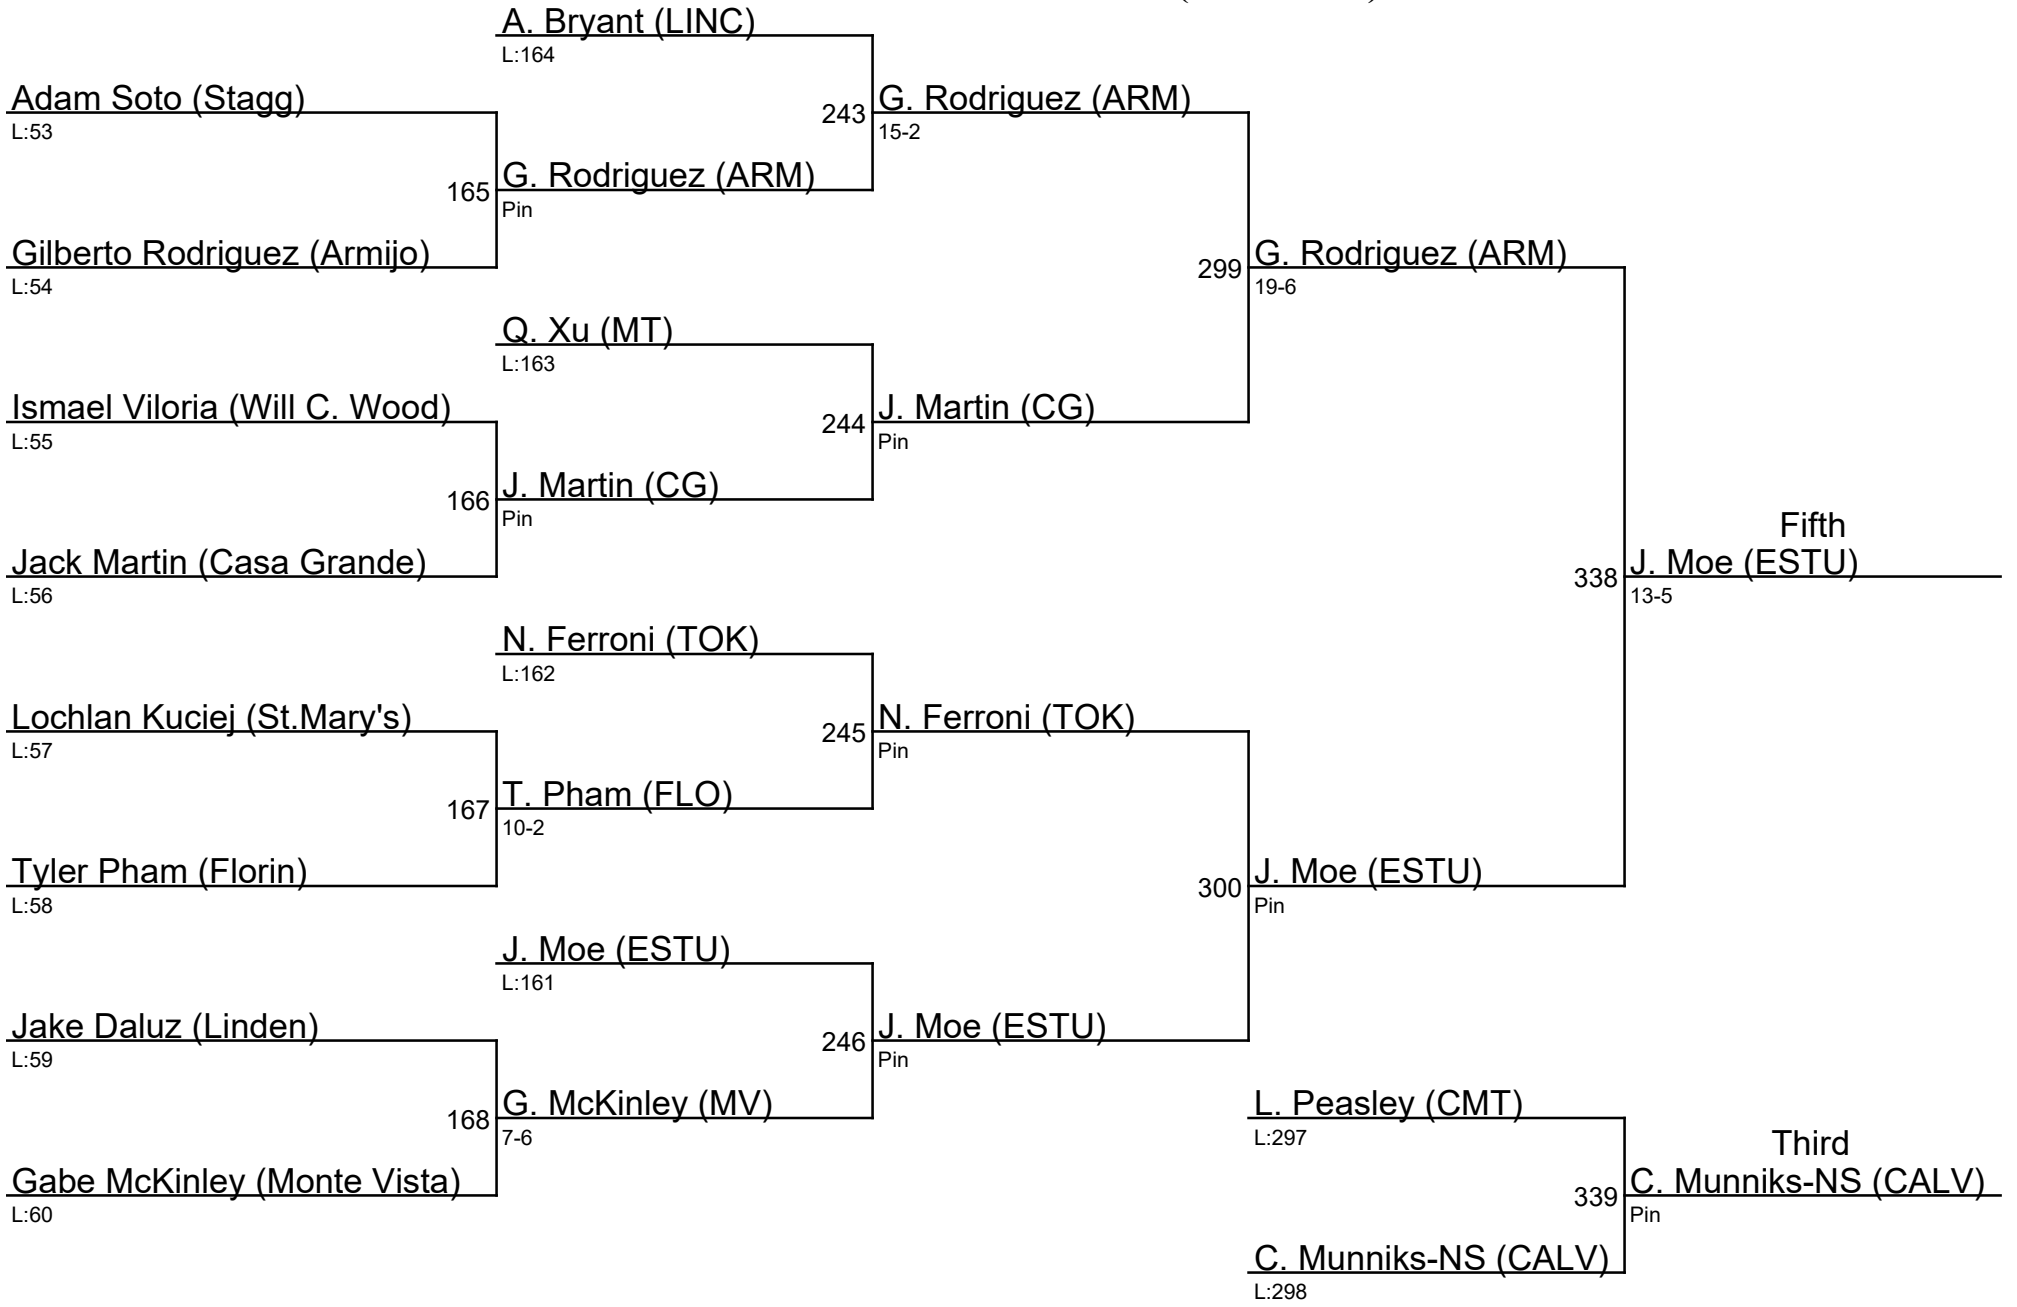 A. Bryant (LINC)
L:164
Adam Soto (Stagg)
L:53
243
G. Rodriguez (ARM)
15-2
165
G. Rodriguez (ARM)
Pin
Gilberto Rodriguez (Armijo)
L:54
299
G. Rodriguez (ARM)
19-6
Q. Xu (MT)
L:163
Ismael Viloria (Will C. Wood)
L:55
244
J. Martin (CG)
Pin
166
J. Martin (CG)
Pin
Jack Martin (Casa Grande)
L:56
Fifth
338
J. Moe (ESTU)
13-5
N. Ferroni (TOK)
L:162
Lochlan Kuciej (St.Mary's)
L:57
245
N. Ferroni (TOK)
Pin
167
T. Pham (FLO)
10-2
Tyler Pham (Florin)
L:58
300
J. Moe (ESTU)
Pin
J. Moe (ESTU)
L:161
Jake Daluz (Linden)
L:59
246
J. Moe (ESTU)
Pin
168
G. McKinley (MV)
7-6
L. Peasley (CMT)
L:297
Gabe McKinley (Monte Vista)
L:60
Third
339
C. Munniks-NS (CALV)
Pin
C. Munniks-NS (CALV)
L:298